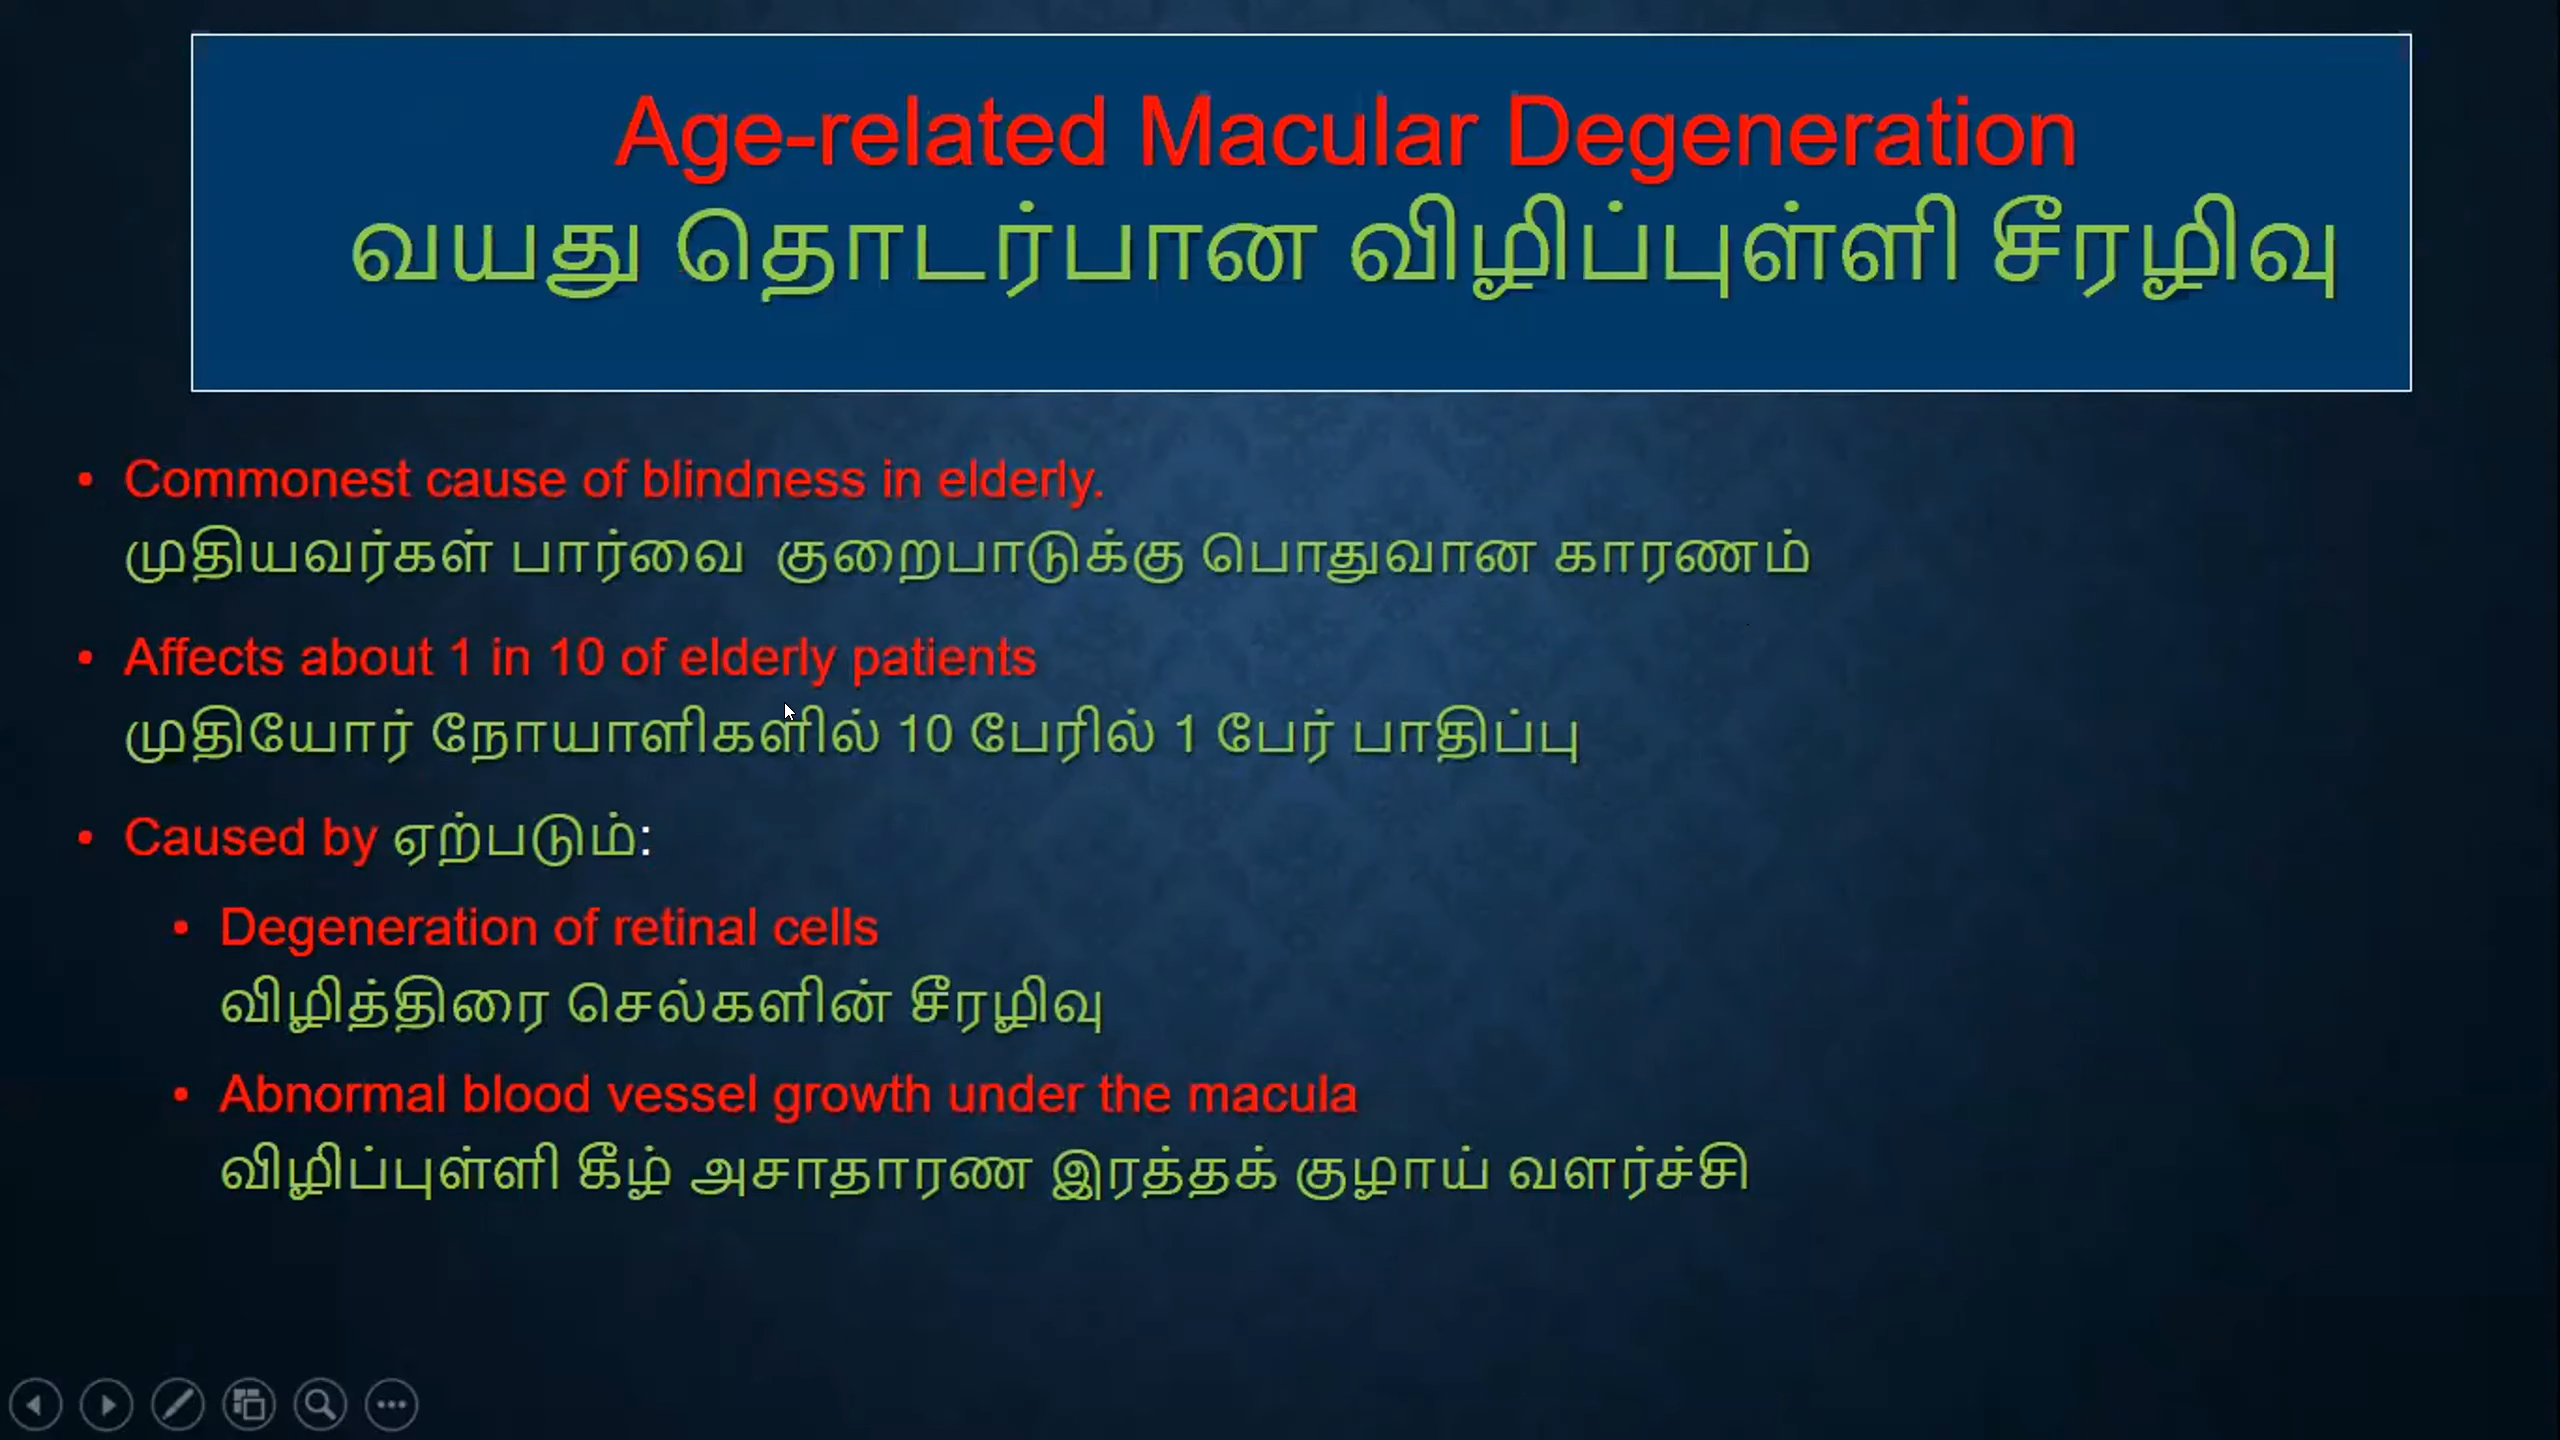 Age-related Macular Degeneration
வயது தொடர்பான விழிப்புள்ளி சீரழிவு
• Commonest cause of blindness in elderly.
முதியவர்கள் பார்வை குறைபாடுக்கு பொதுவான காரணம்
• Affects about 1 in 10 of elderly patients
முதியோர் நோயாளிகளில் 10 பேரில் 1 பேர் பாதிப்பு
• Caused by ஏற்படும்:
• Degeneration of retinal cells
விழித்திரை செல்களின் சீரழிவு
• Abnormal blood vessel growth under the macula
விழிப்புள்ளி கீழ் அசாதாரண இரத்தக் குழாய் வளர்ச்சி